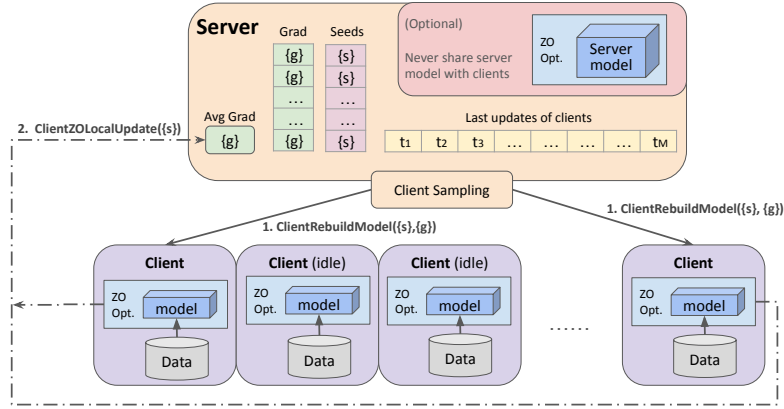 Server
Grad
Seeds
{g}
{s}
{g}
{s}
...
...
...
...
{g}
{s}
Avg Grad
{g}
(Optional)
Never share server
model with clients
ZO
Opt.
Server
model
Last updates of clients
t1
t2
t3
...
...
...
...
tM
2. ClientZOLocalUpdate({s})
Client Sampling
1. ClientRebuildModel({s},{g})
1. ClientRebuildModel({s}, {g})
Client
ZO
Opt.
model
Data
Client (idle)
ZO
Opt.
model
Data
Client (idle)
ZO
Opt.
model
Data
......
Client
ZO
Opt.
model
Data